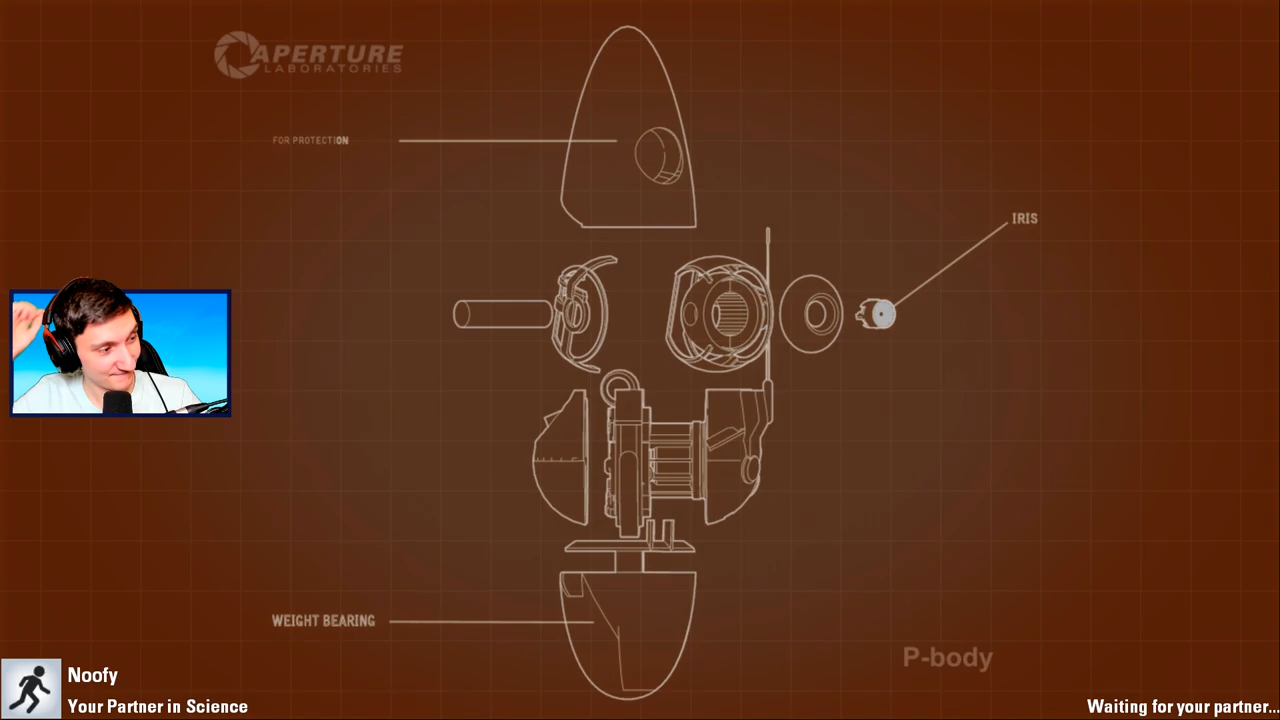 APERTURE
LABORATORIES
FOR PROTECTION
IRIS
WEIGHT BEARING
P-body
Noofy
Your Partner in Science
Waiting for your partner...